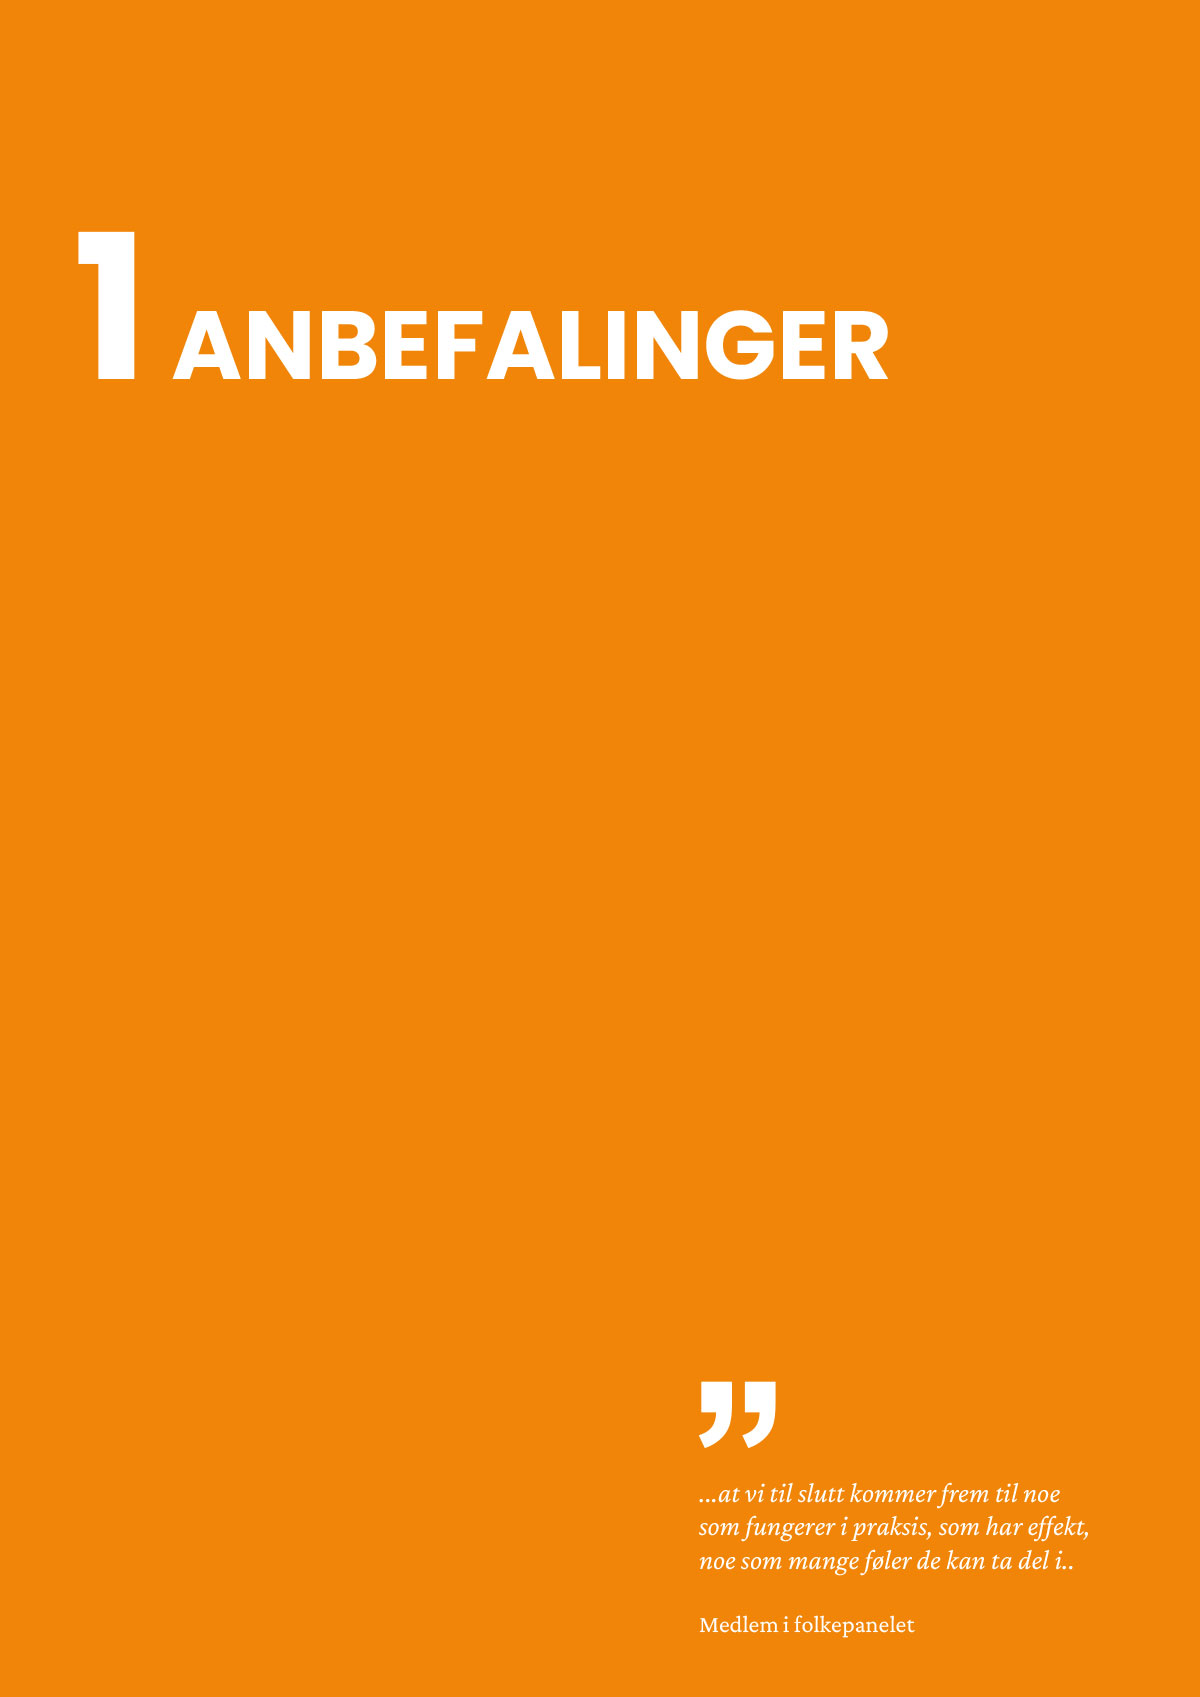 1 ANBEFALINGER
”
...at vi til slutt kommer frem til noe
som fungerer i praksis, som har effekt,
noe som mange føler de kan ta del i..
Medlem i folkepanelet